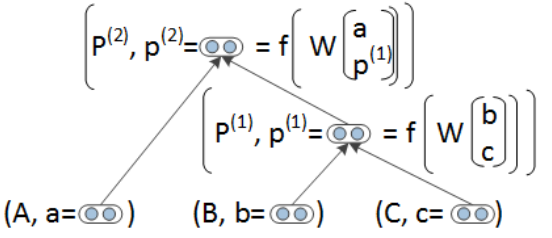 (P⁽²⁾, p⁽²⁾= = f(W(a
p⁽¹⁾)))
(P⁽¹⁾, p⁽¹⁾= = f(W(b
c)))
(A, a= ) (B, b= ) (C, c= )